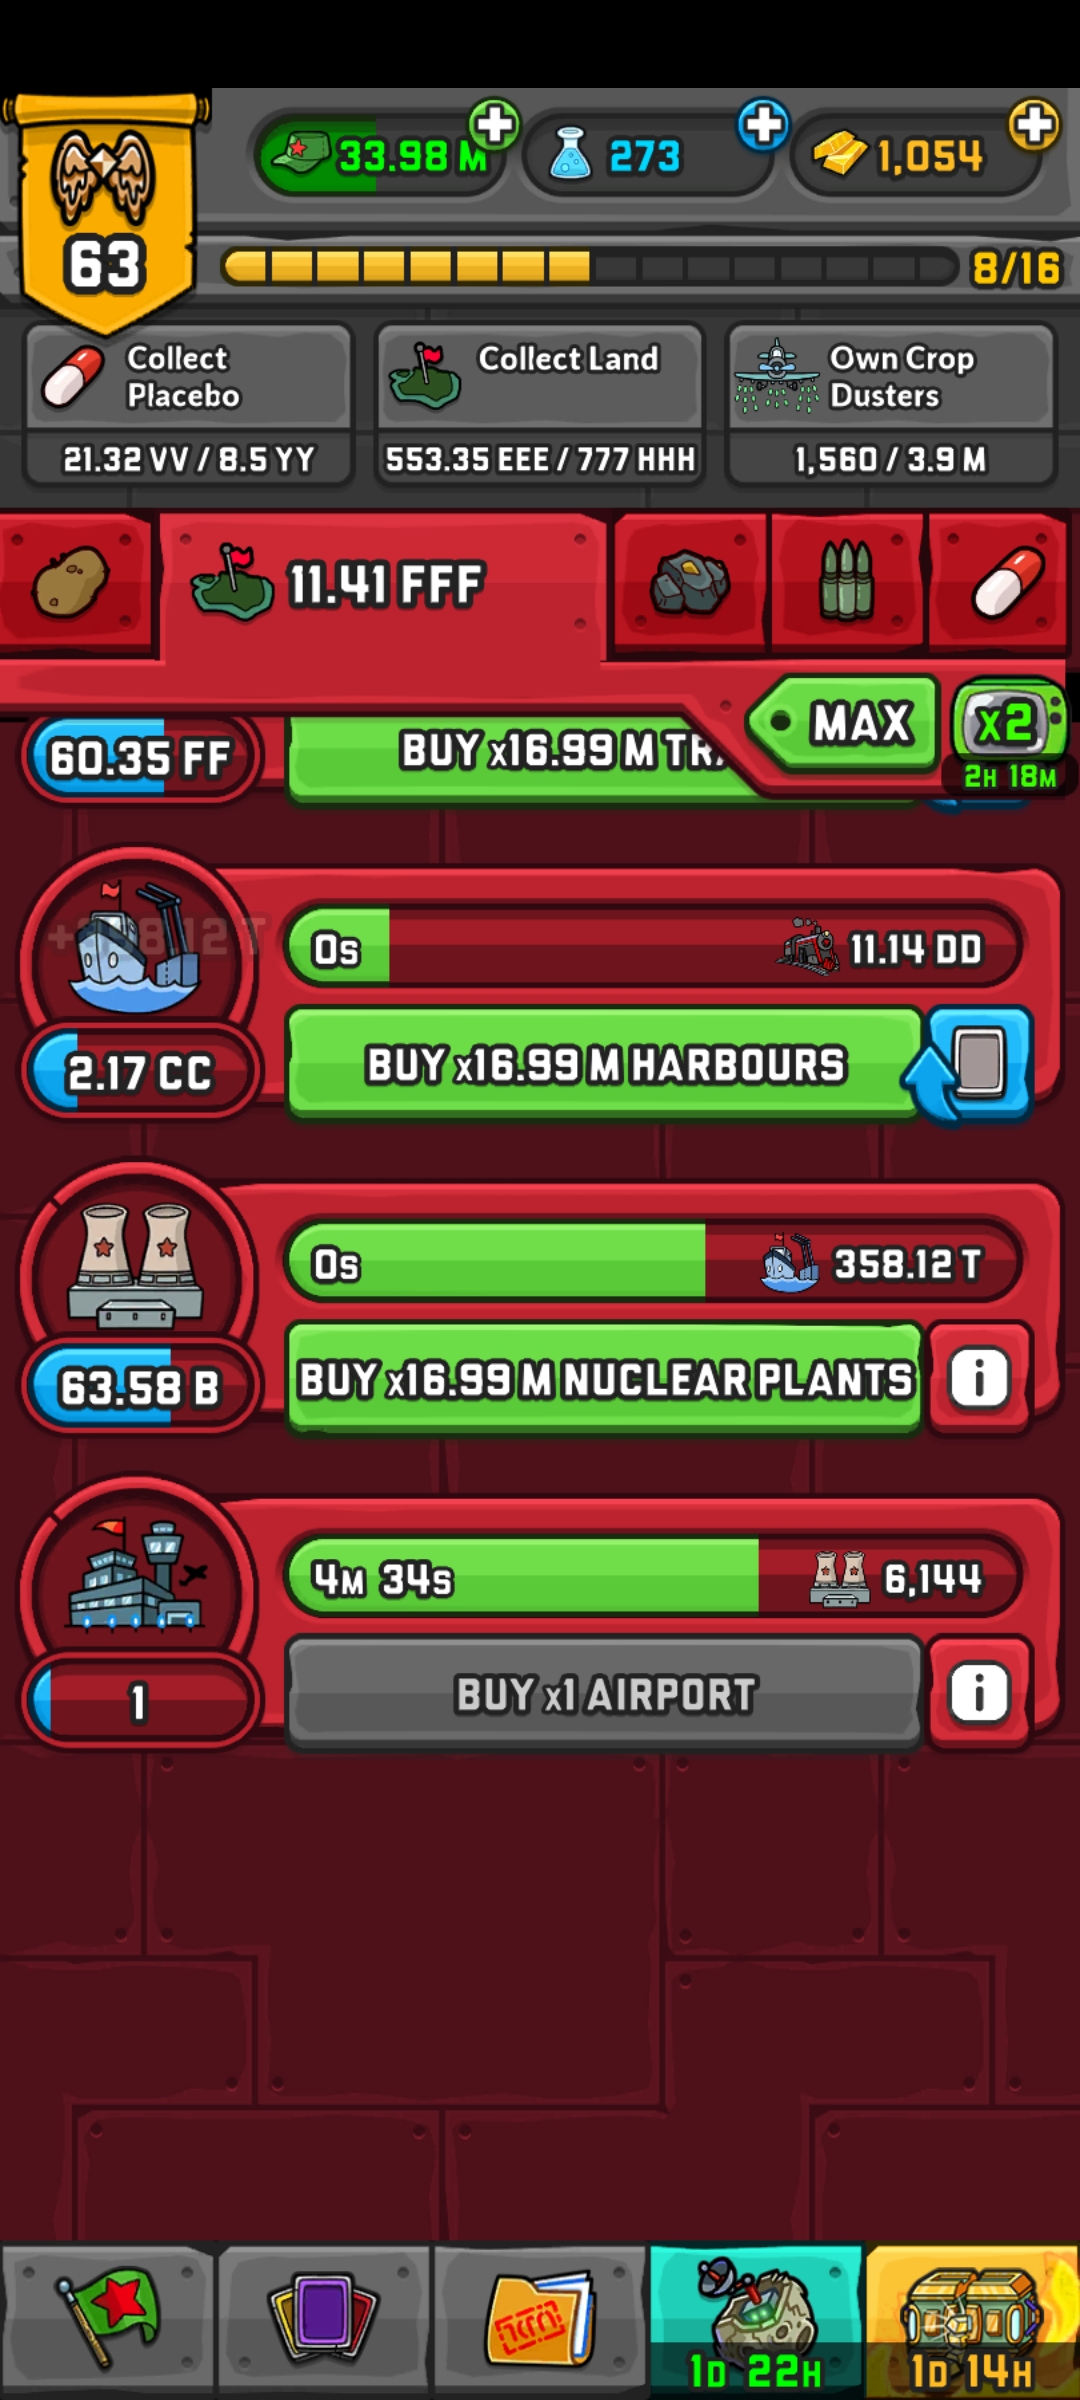 33.98 M
273
1,054
63
8/16
Collect
Placebo
21.32 VV / 8.5 YY
Collect Land
553.35 EEE / 777 HHH
Own Crop
Dusters
1,560 / 3.9 M
11.41 FFF
MAX
x2
2H 18M
60.35 FF
BUY x16.99 M
0s
11.14 DD
2.17 CC
BUY x16.99 M HARBOURS
0s
358.12 T
63.58 B
BUY x16.99 M NUCLEAR PLANTS
i
4M 34s
6,144
1
BUY x1 AIRPORT
i
1D 22H
1D 14H